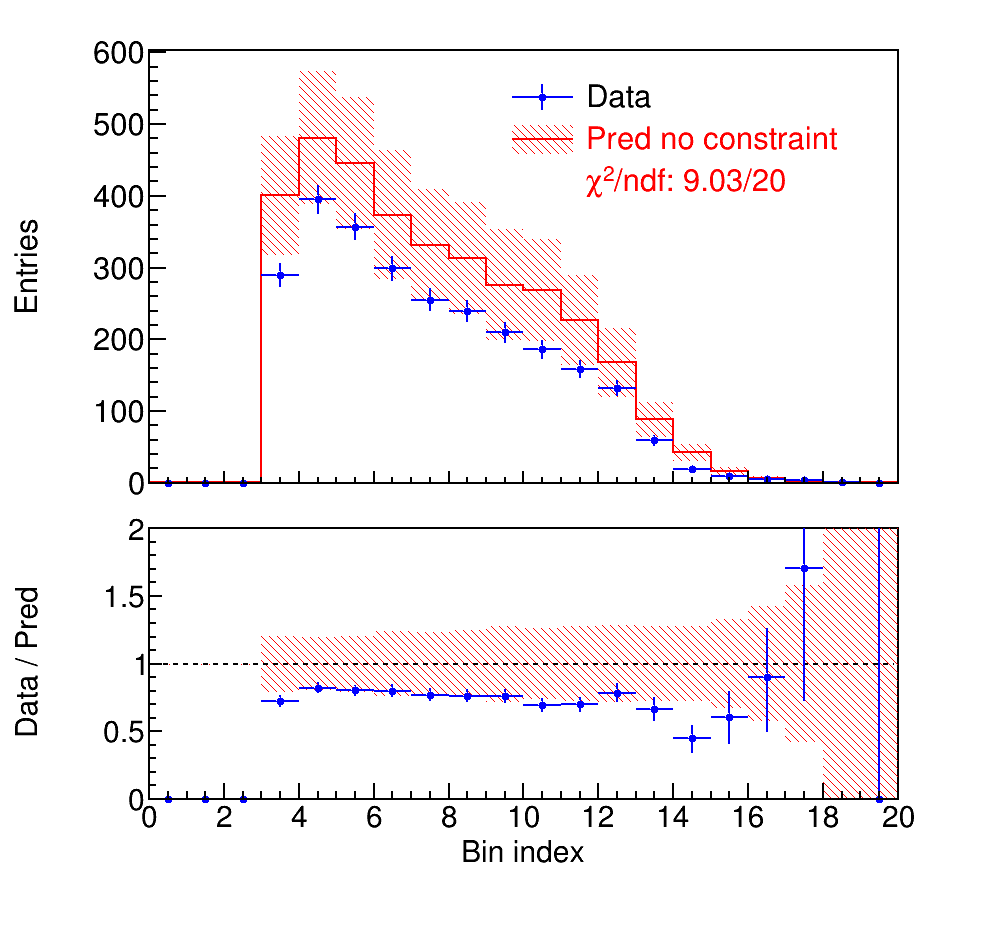 600
500
400
300
200
100
0
Entries
Data
Pred no constraint
χ²/ndf: 9.03/20
2
1.5
1
0.5
0
Data / Pred
0 2 4 6 8 10 12 14 16 18 20
Bin index